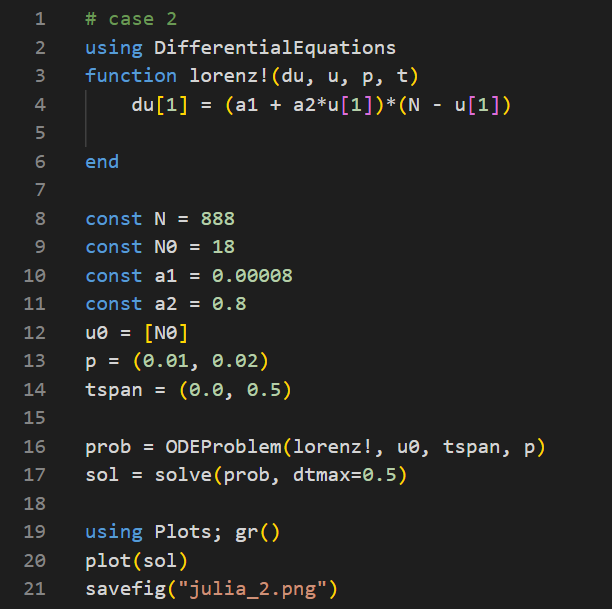 1 # case 2
2 using DifferentialEquations
3 function lorenz!(du, u, p, t)
4     du[1] = (a1 + a2*u[1])*(N - u[1])
5
6 end
7
8 const N = 888
9 const N0 = 18
10 const a1 = 0.00008
11 const a2 = 0.8
12 u0 = [N0]
13 p = (0.01, 0.02)
14 tspan = (0.0, 0.5)
15
16 prob = ODEProblem(lorenz!, u0, tspan, p)
17 sol = solve(prob, dtmax=0.5)
18
19 using Plots; gr()
20 plot(sol)
21 savefig("julia_2.png")